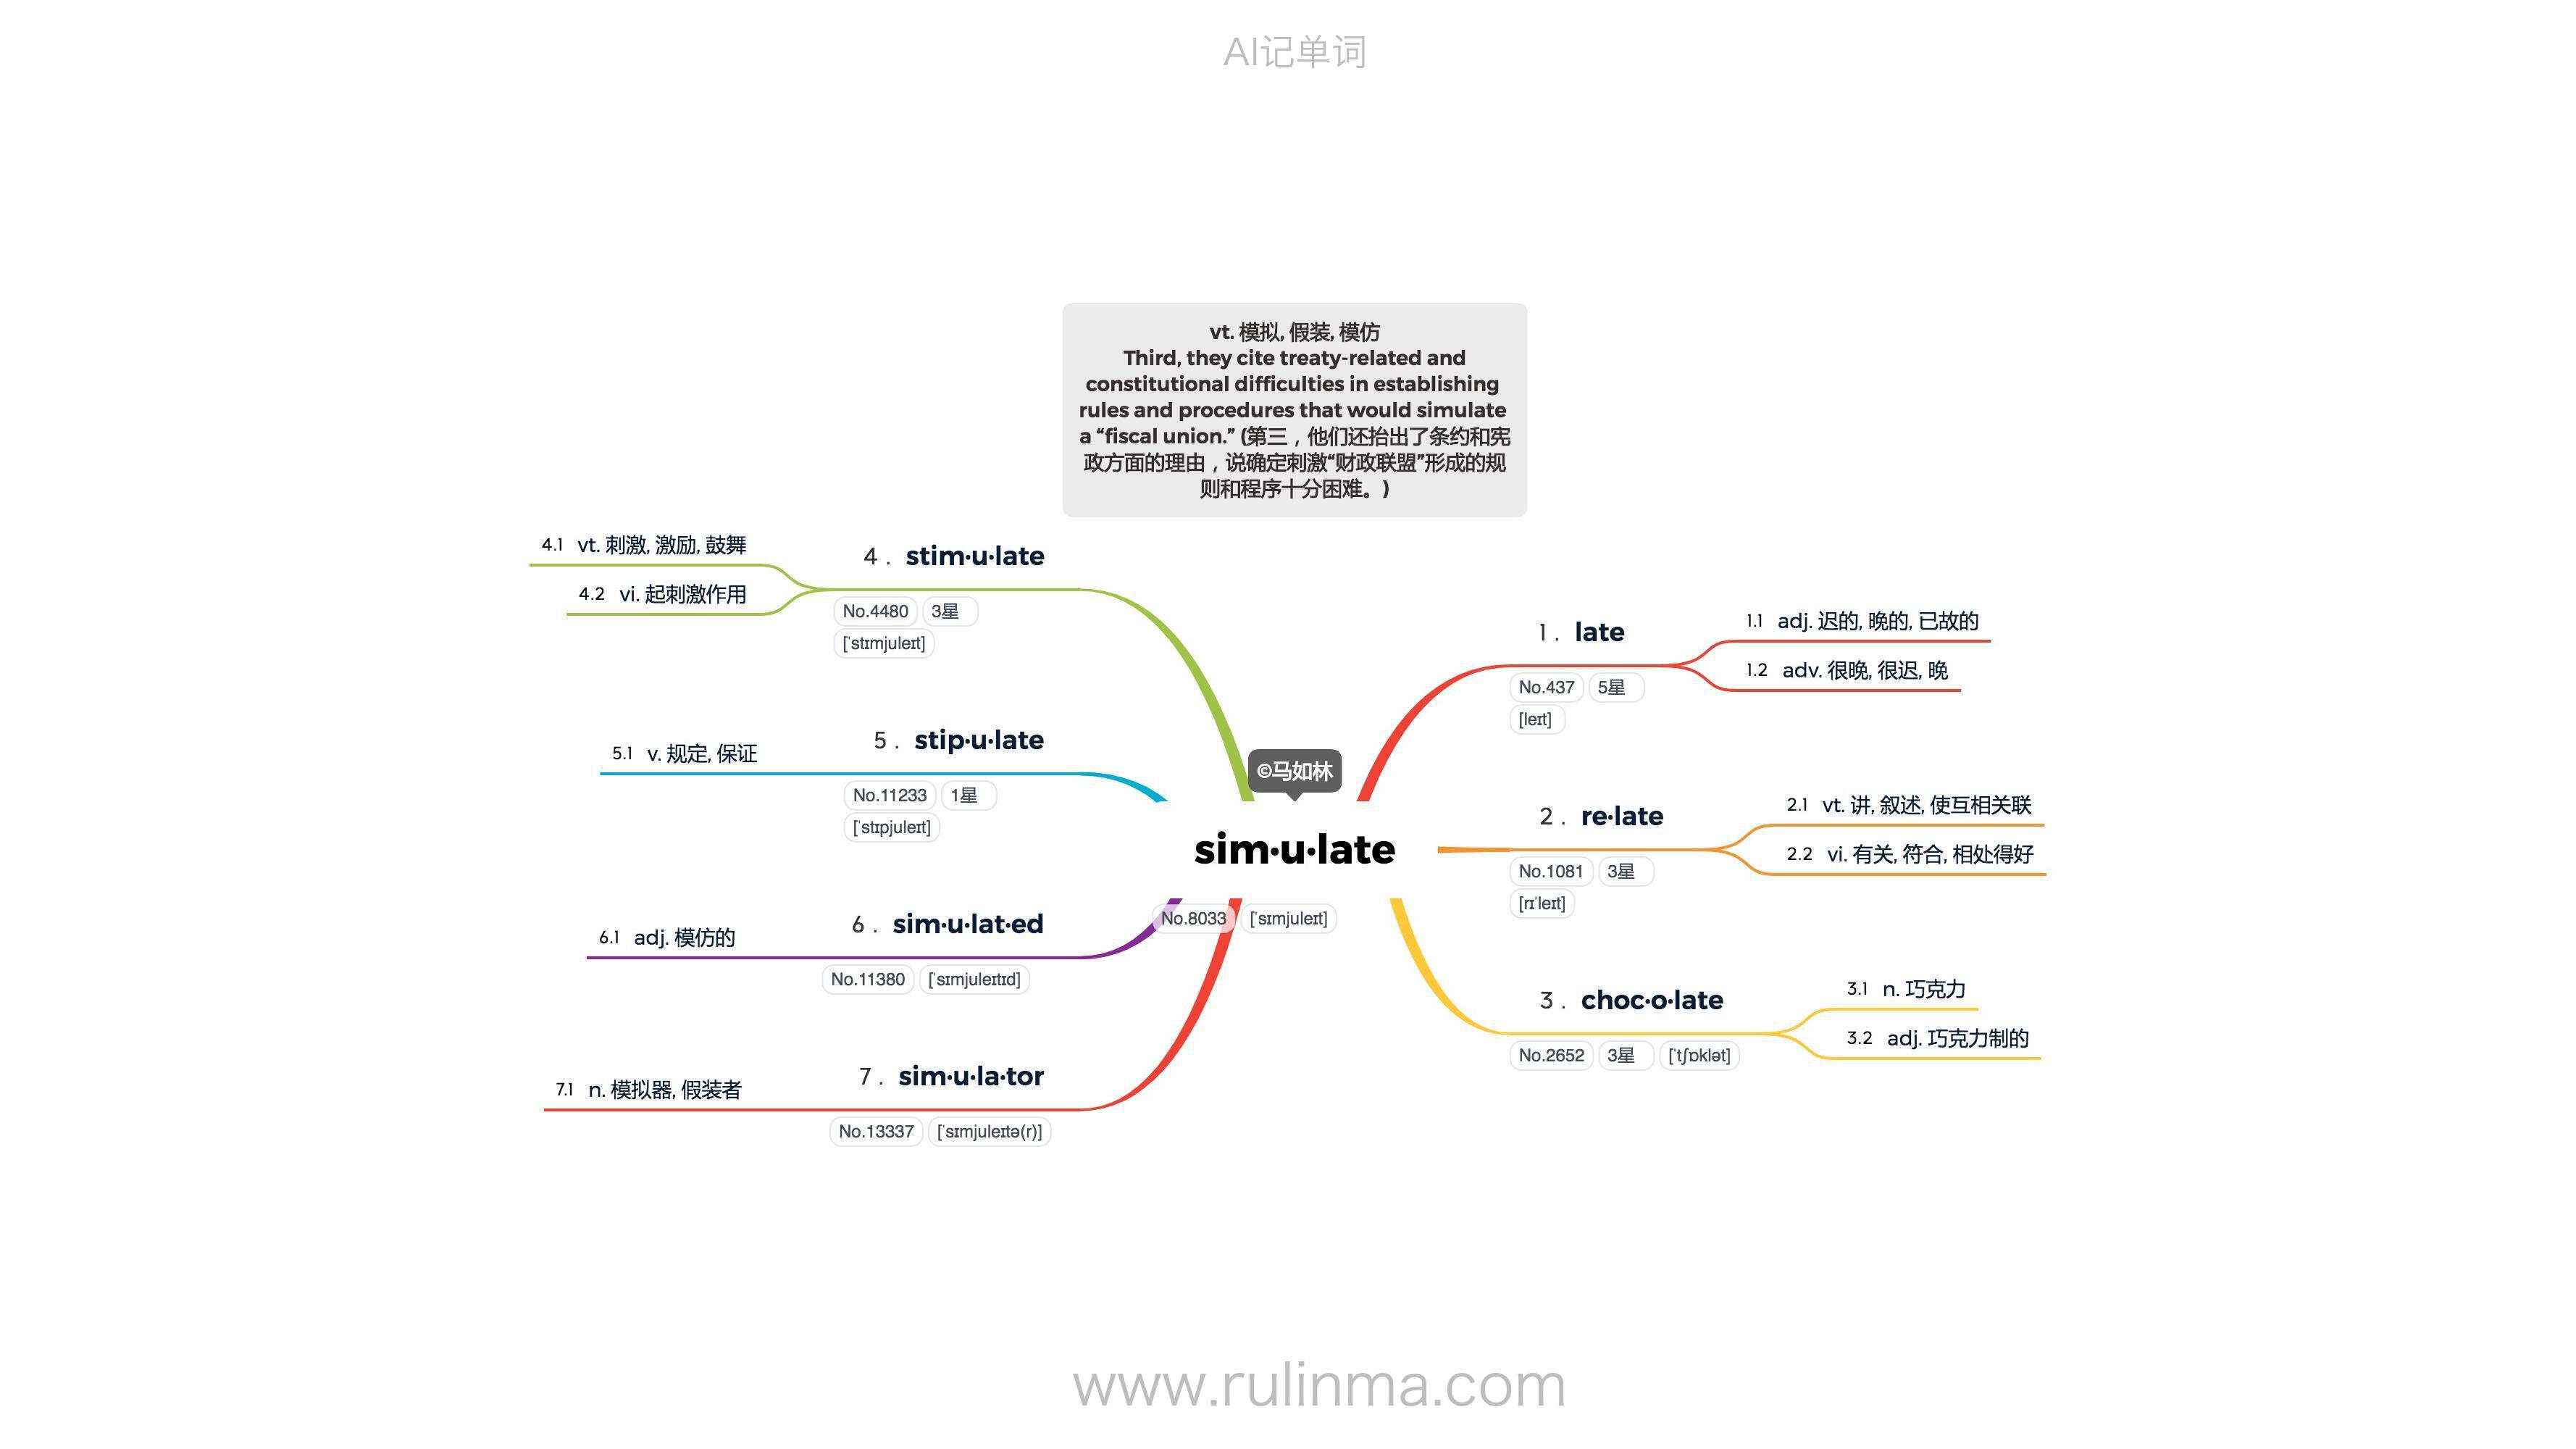 AI记单词
vt. 模拟, 假装, 模仿
Third, they cite treaty-related and
constitutional difficulties in establishing
rules and procedures that would simulate
a “fiscal union.” (第三，他们还抬出了条约和宪
政方面的理由，说确定刺激“财政联盟”形成的规
则和程序十分困难。)
©马如林
sim·u·late
No.8033 [ˈsɪmjuleɪt]
1. late
No.437 5星
[leɪt]
1.1 adj. 迟的, 晚的, 已故的
1.2 adv. 很晚, 很迟, 晚
2. re·late
No.1081 3星
[rɪˈleɪt]
2.1 vt. 讲, 叙述, 使互相关联
2.2 vi. 有关, 符合, 相处得好
3. choc·o·late
No.2652 3星 [ˈtʃɒklət]
3.1 n. 巧克力
3.2 adj. 巧克力制的
4. stim·u·late
No.4480 3星
[ˈstɪmjuleɪt]
4.1 vt. 刺激, 激励, 鼓舞
4.2 vi. 起刺激作用
5. stip·u·late
No.11233 1星
[ˈstɪpjuleɪt]
5.1 v. 规定, 保证
6. sim·u·lat·ed
No.11380 [ˈsɪmjuleɪtɪd]
6.1 adj. 模仿的
7. sim·u·la·tor
No.13337 [ˈsɪmjuleɪtə(r)]
7.1 n. 模拟器, 假装者
www.rulinma.com